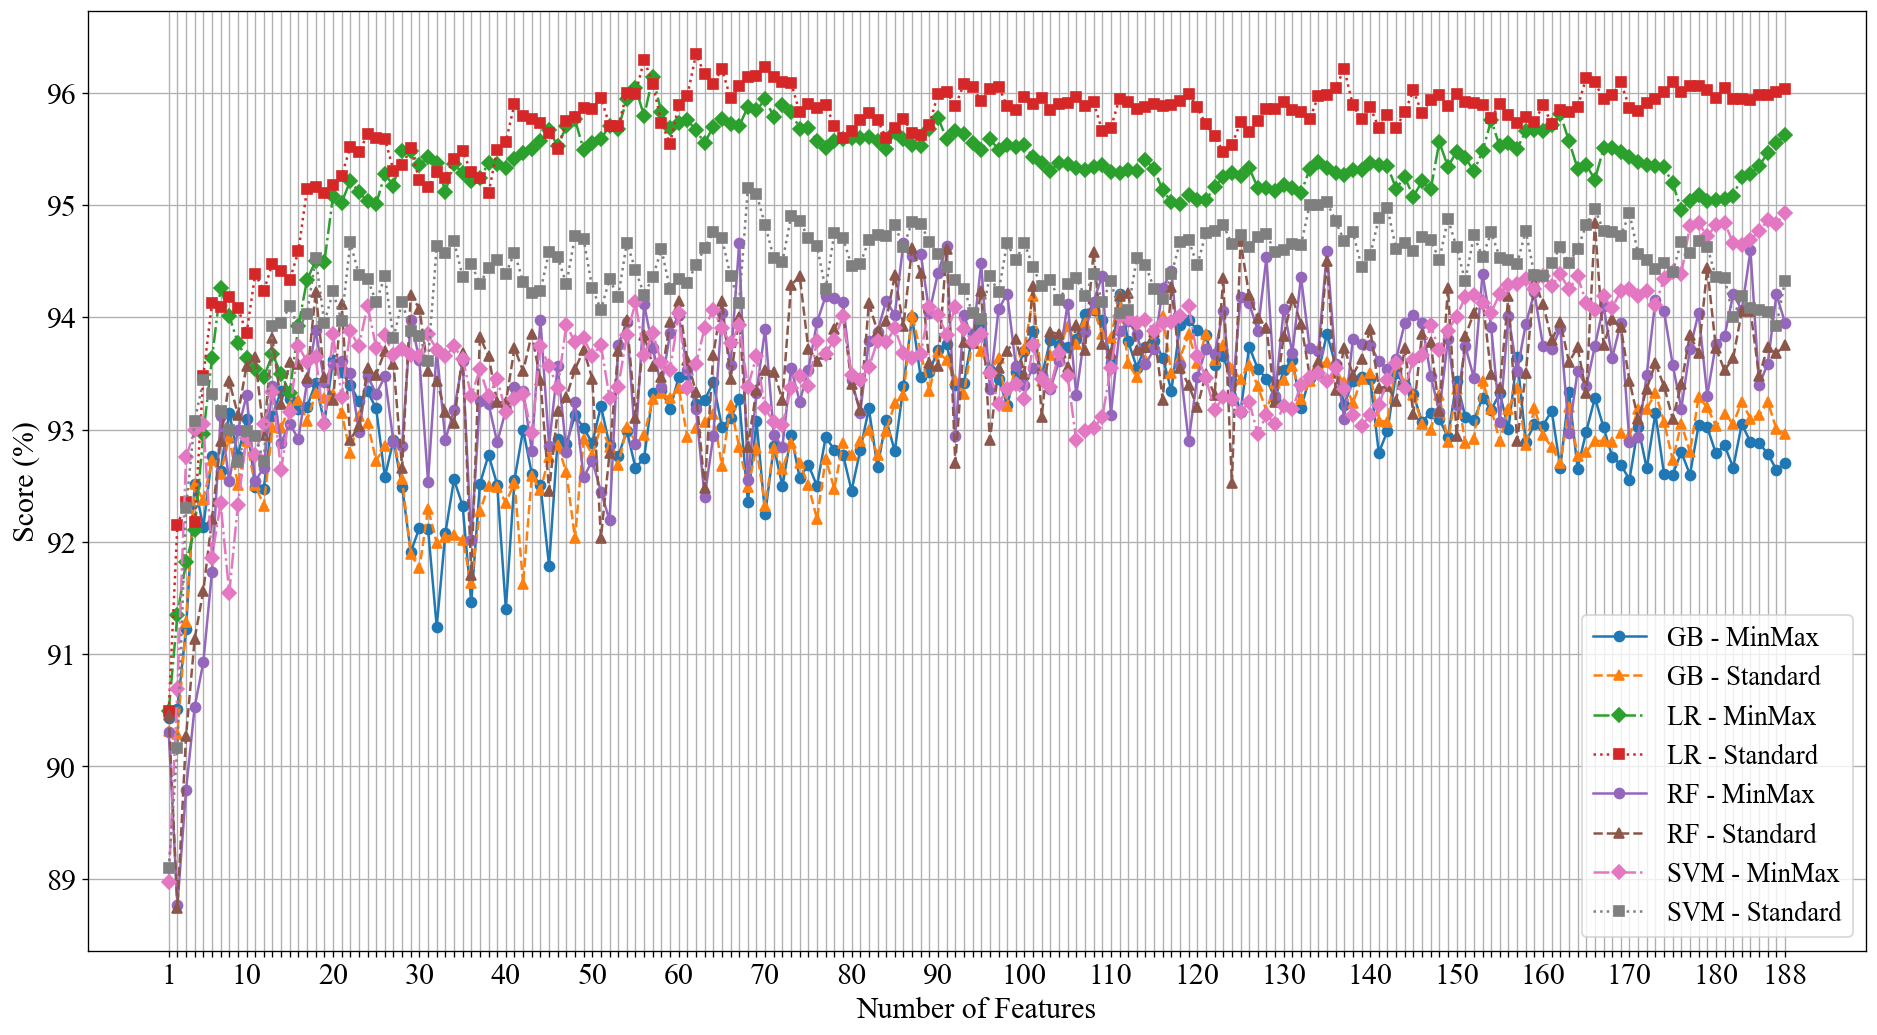 96
95
94
93
92
91
90
89
Score (%)
1 10 20 30 40 50 60 70 80 90 100 110 120 130 140 150 160 170 180 188
Number of Features
GB - MinMax
GB - Standard
LR - MinMax
LR - Standard
RF - MinMax
RF - Standard
SVM - MinMax
SVM - Standard